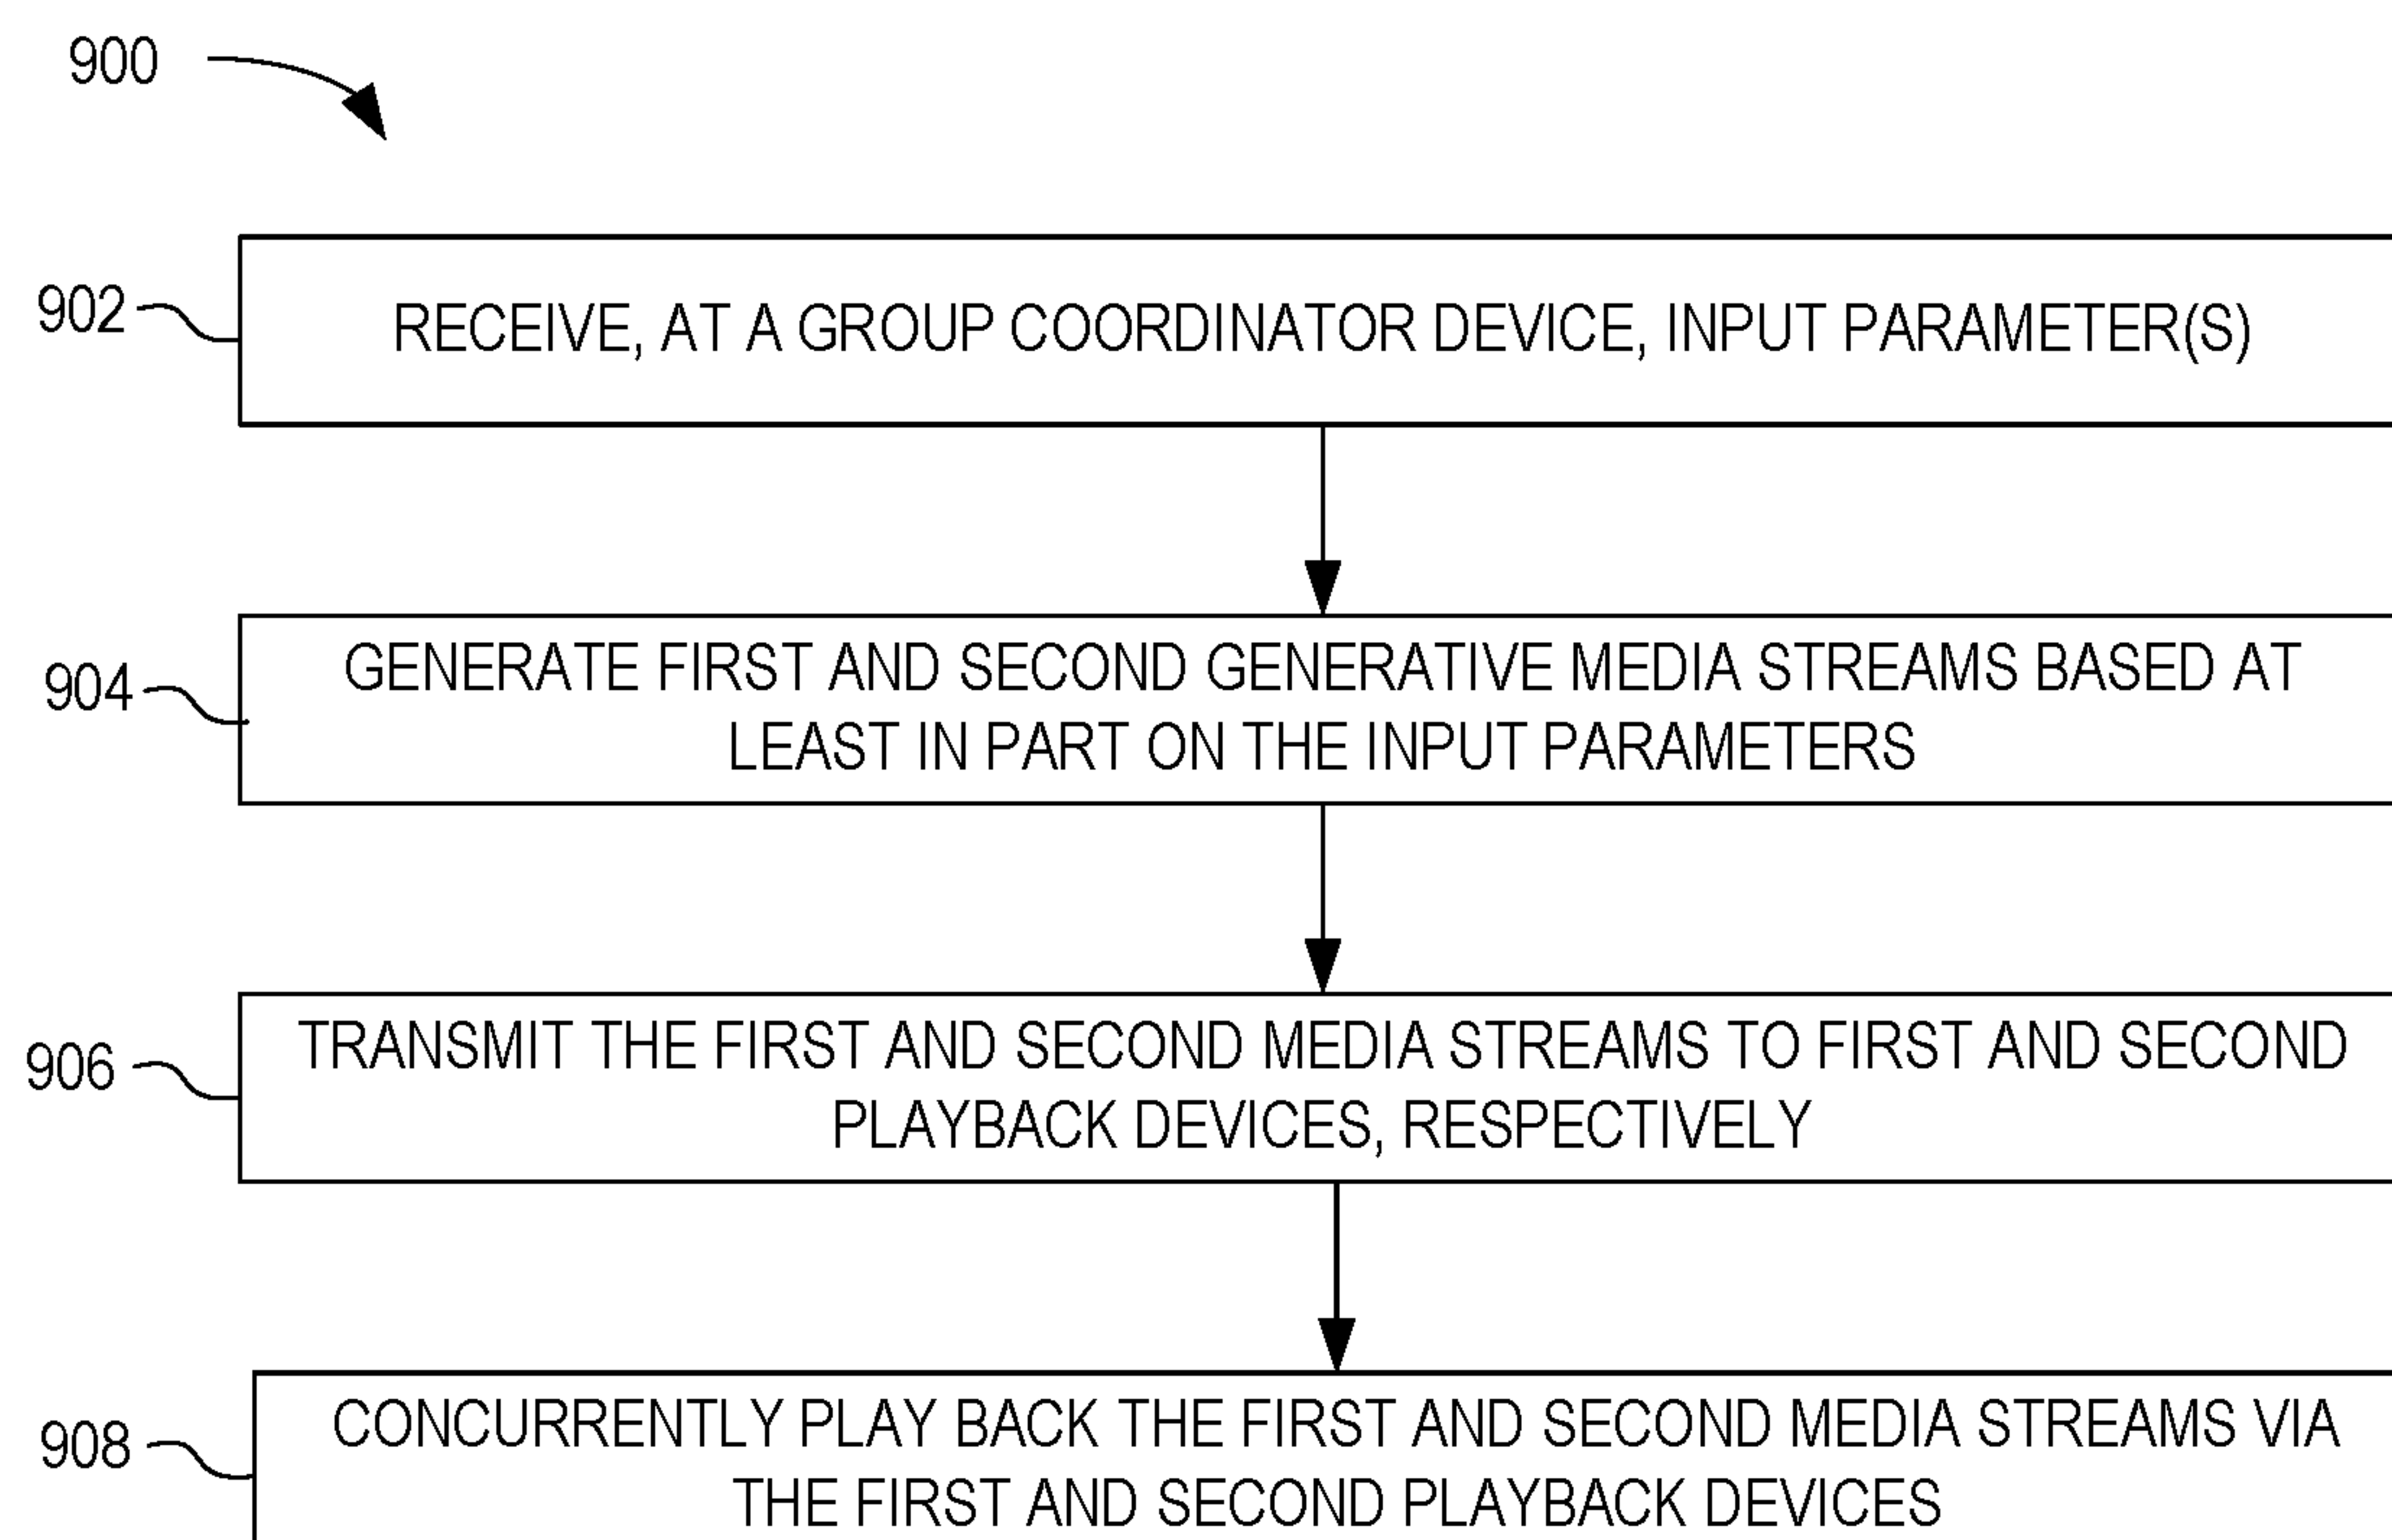 900
902
RECEIVE, AT A GROUP COORDINATOR DEVICE, INPUT PARAMETER(S)
904
GENERATE FIRST AND SECOND GENERATIVE MEDIA STREAMS BASED AT
LEAST IN PART ON THE INPUT PARAMETERS
906
TRANSMIT THE FIRST AND SECOND MEDIA STREAMS TO FIRST AND SECOND
PLAYBACK DEVICES, RESPECTIVELY
908
CONCURRENTLY PLAY BACK THE FIRST AND SECOND MEDIA STREAMS VIA
THE FIRST AND SECOND PLAYBACK DEVICES